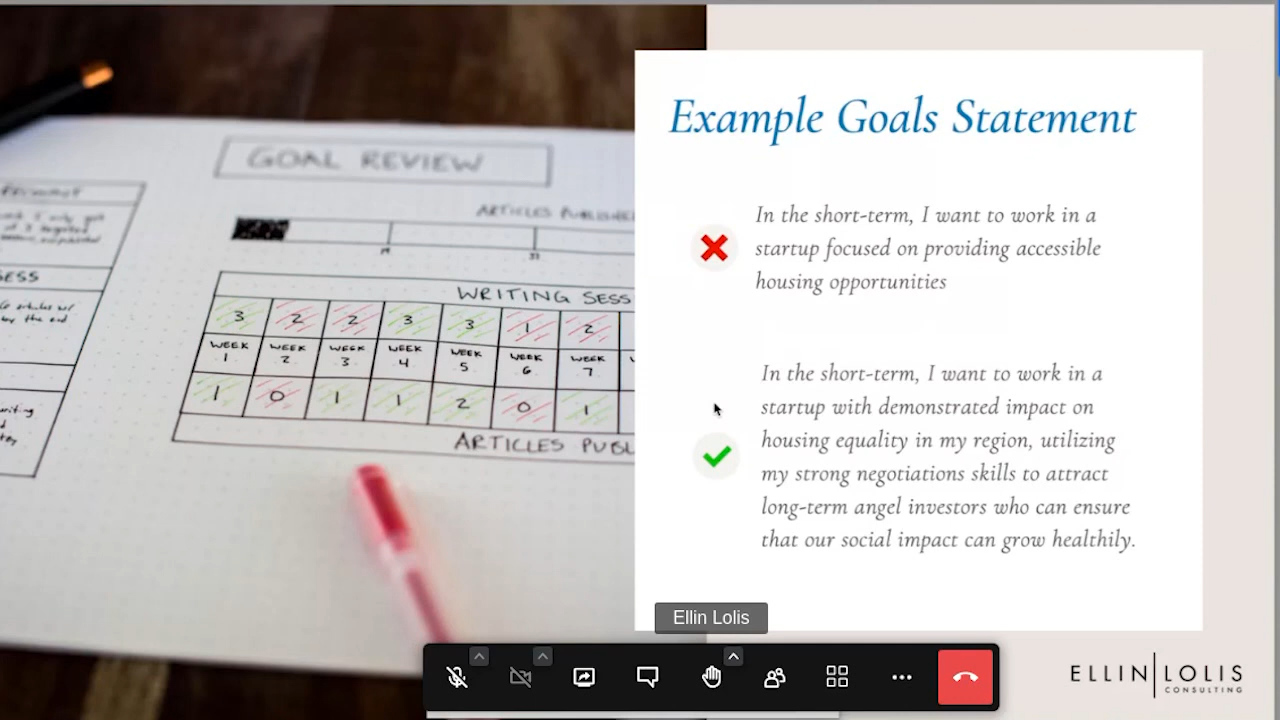 Example Goals Statement
In the short-term, I want to work in a
startup focused on providing accessible
housing opportunities
In the short-term, I want to work in a
startup with demonstrated impact on
housing equality in my region, utilizing
my strong negotiations skills to attract
long-term angel investors who can ensure
that our social impact can grow healthily.
GOAL REVIEW
ARTICLES PUBLISHE
WRITING SESS
3 2 2 3 3 1 2
WEEK 1 WEEK 2 WEEK 3 WEEK 4 WEEK 5 WEEK 6 WEEK 7
1 0 1 1 2 0 1
ARTICLES PUBL
ESS
by the end
Ellin Lolis
ELLIN LOLIS
CONSULTING